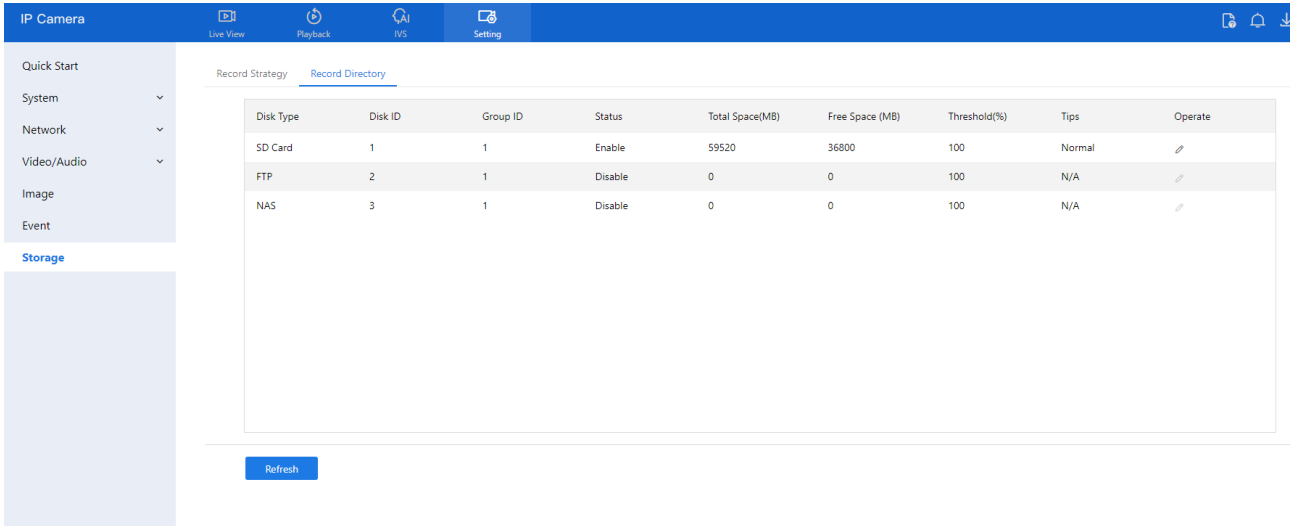 IP Camera
Live View Playback IVS Setting
Quick Start
System
Network
Video/Audio
Image
Event
Storage
Record Strategy Record Directory
Disk Type Disk ID Group ID Status Total Space(MB) Free Space (MB) Threshold(%) Tips Operate
SD Card 1 1 Enable 59520 36800 100 Normal
FTP 2 1 Disable 0 0 100 N/A
NAS 3 1 Disable 0 0 100 N/A
Refresh